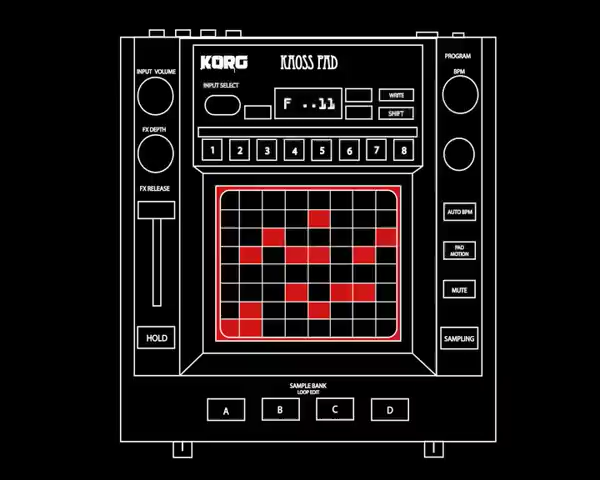 KORG KAOSS PAD
INPUT VOLUME
INPUT SELECT
PROGRAM
BPM
F ..11
WRITE
SHIFT
FX DEPTH
1 2 3 4 5 6 7 8
FX RELEASE
AUTO BPM
PAD
MOTION
MUTE
HOLD
SAMPLING
SAMPLE BANK
LOOP EDIT
A B C D